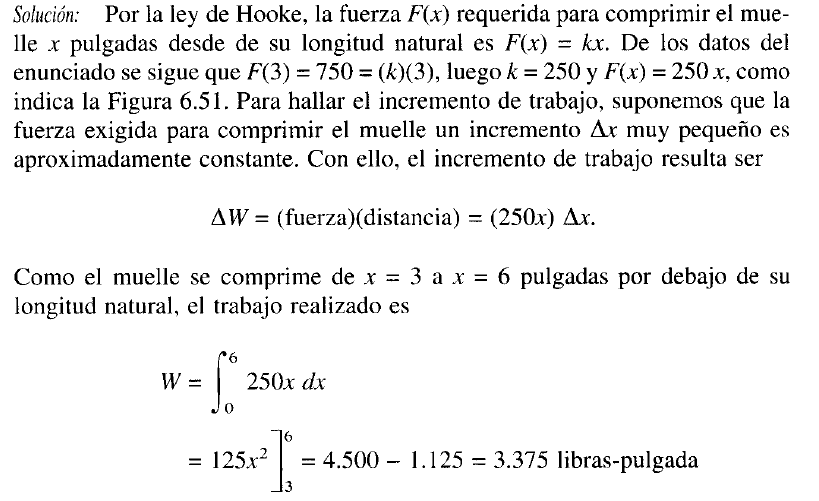 Solución: Por la ley de Hooke, la fuerza F(x) requerida para comprimir el mue-
lle x pulgadas desde de su longitud natural es F(x) = kx. De los datos del
enunciado se sigue que F(3) = 750 = (k)(3), luego k = 250 y F(x) = 250 x, como
indica la Figura 6.51. Para hallar el incremento de trabajo, suponemos que la
fuerza exigida para comprimir el muelle un incremento Δx muy pequeño es
aproximadamente constante. Con ello, el incremento de trabajo resulta ser
ΔW = (fuerza)(distancia) = (250x) Δx.
Como el muelle se comprime de x = 3 a x = 6 pulgadas por debajo de su
longitud natural, el trabajo realizado es
W = ∫₀⁶ 250x dx
= 125x² ]₃⁶ = 4.500 − 1.125 = 3.375 libras-pulgada